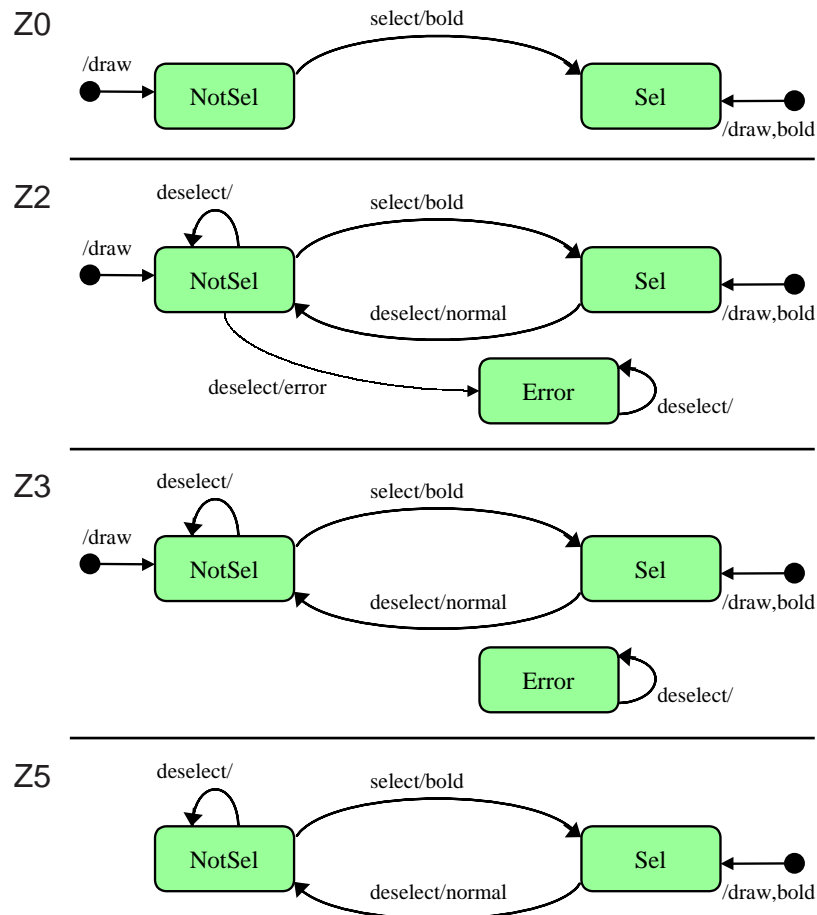 Z0
select/bold
/draw
NotSel
Sel
/draw,bold
Z2
deselect/
select/bold
/draw
NotSel
Sel
deselect/normal
/draw,bold
deselect/error
Error
deselect/
Z3
deselect/
select/bold
/draw
NotSel
Sel
deselect/normal
/draw,bold
Error
deselect/
Z5
deselect/
select/bold
NotSel
Sel
deselect/normal
/draw,bold